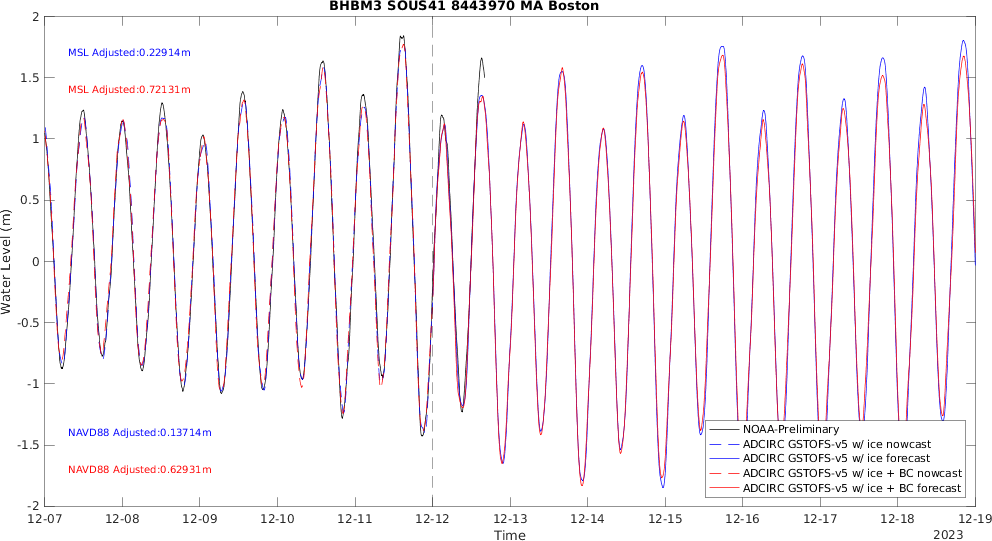 BHBM3 SOUS41 8443970 MA Boston
2
1.5
1
0.5
0
-0.5
-1
-1.5
-2
Water Level (m)
MSL Adjusted:0.22914m
MSL Adjusted:0.72131m
NAVD88 Adjusted:0.13714m
NAVD88 Adjusted:0.62931m
NOAA-Preliminary
ADCIRC GSTOFS-v5 w/ ice nowcast
ADCIRC GSTOFS-v5 w/ ice forecast
ADCIRC GSTOFS-v5 w/ ice + BC nowcast
ADCIRC GSTOFS-v5 w/ ice + BC forecast
12-07 12-08 12-09 12-10 12-11 12-12 12-13 12-14 12-15 12-16 12-17 12-18 12-19
Time
2023